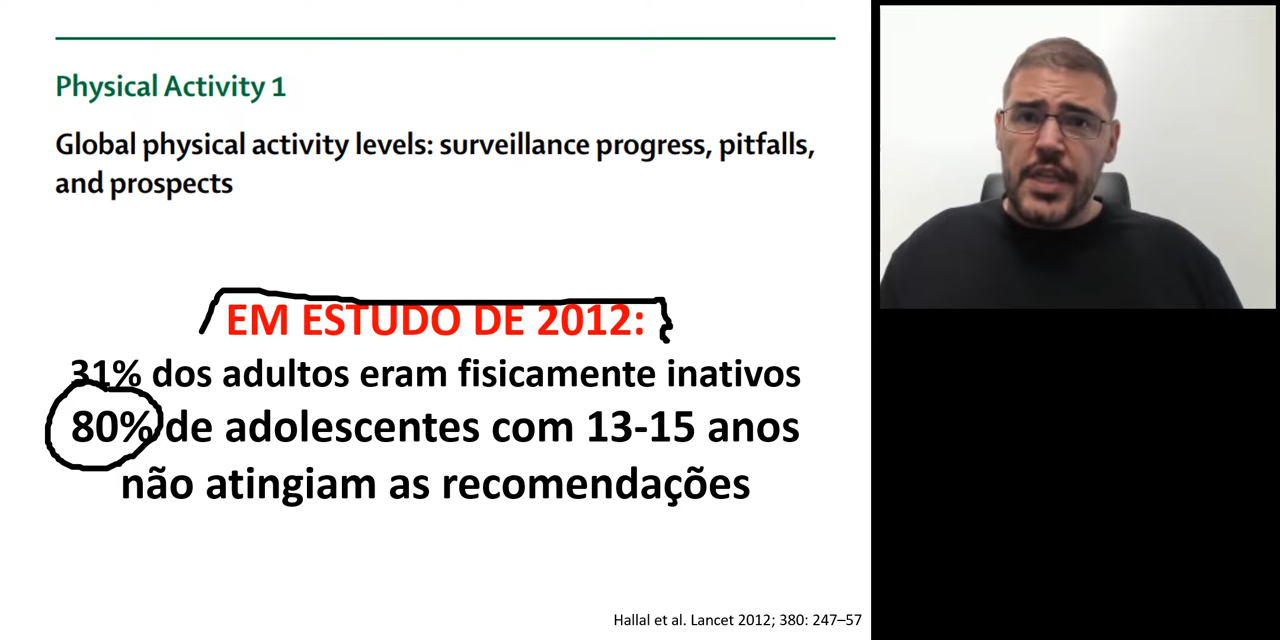 Physical Activity 1
Global physical activity levels: surveillance progress, pitfalls,
and prospects
EM ESTUDO DE 2012:
31% dos adultos eram fisicamente inativos
80% de adolescentes com 13-15 anos
não atingiam as recomendações
Hallal et al. Lancet 2012; 380: 247–57